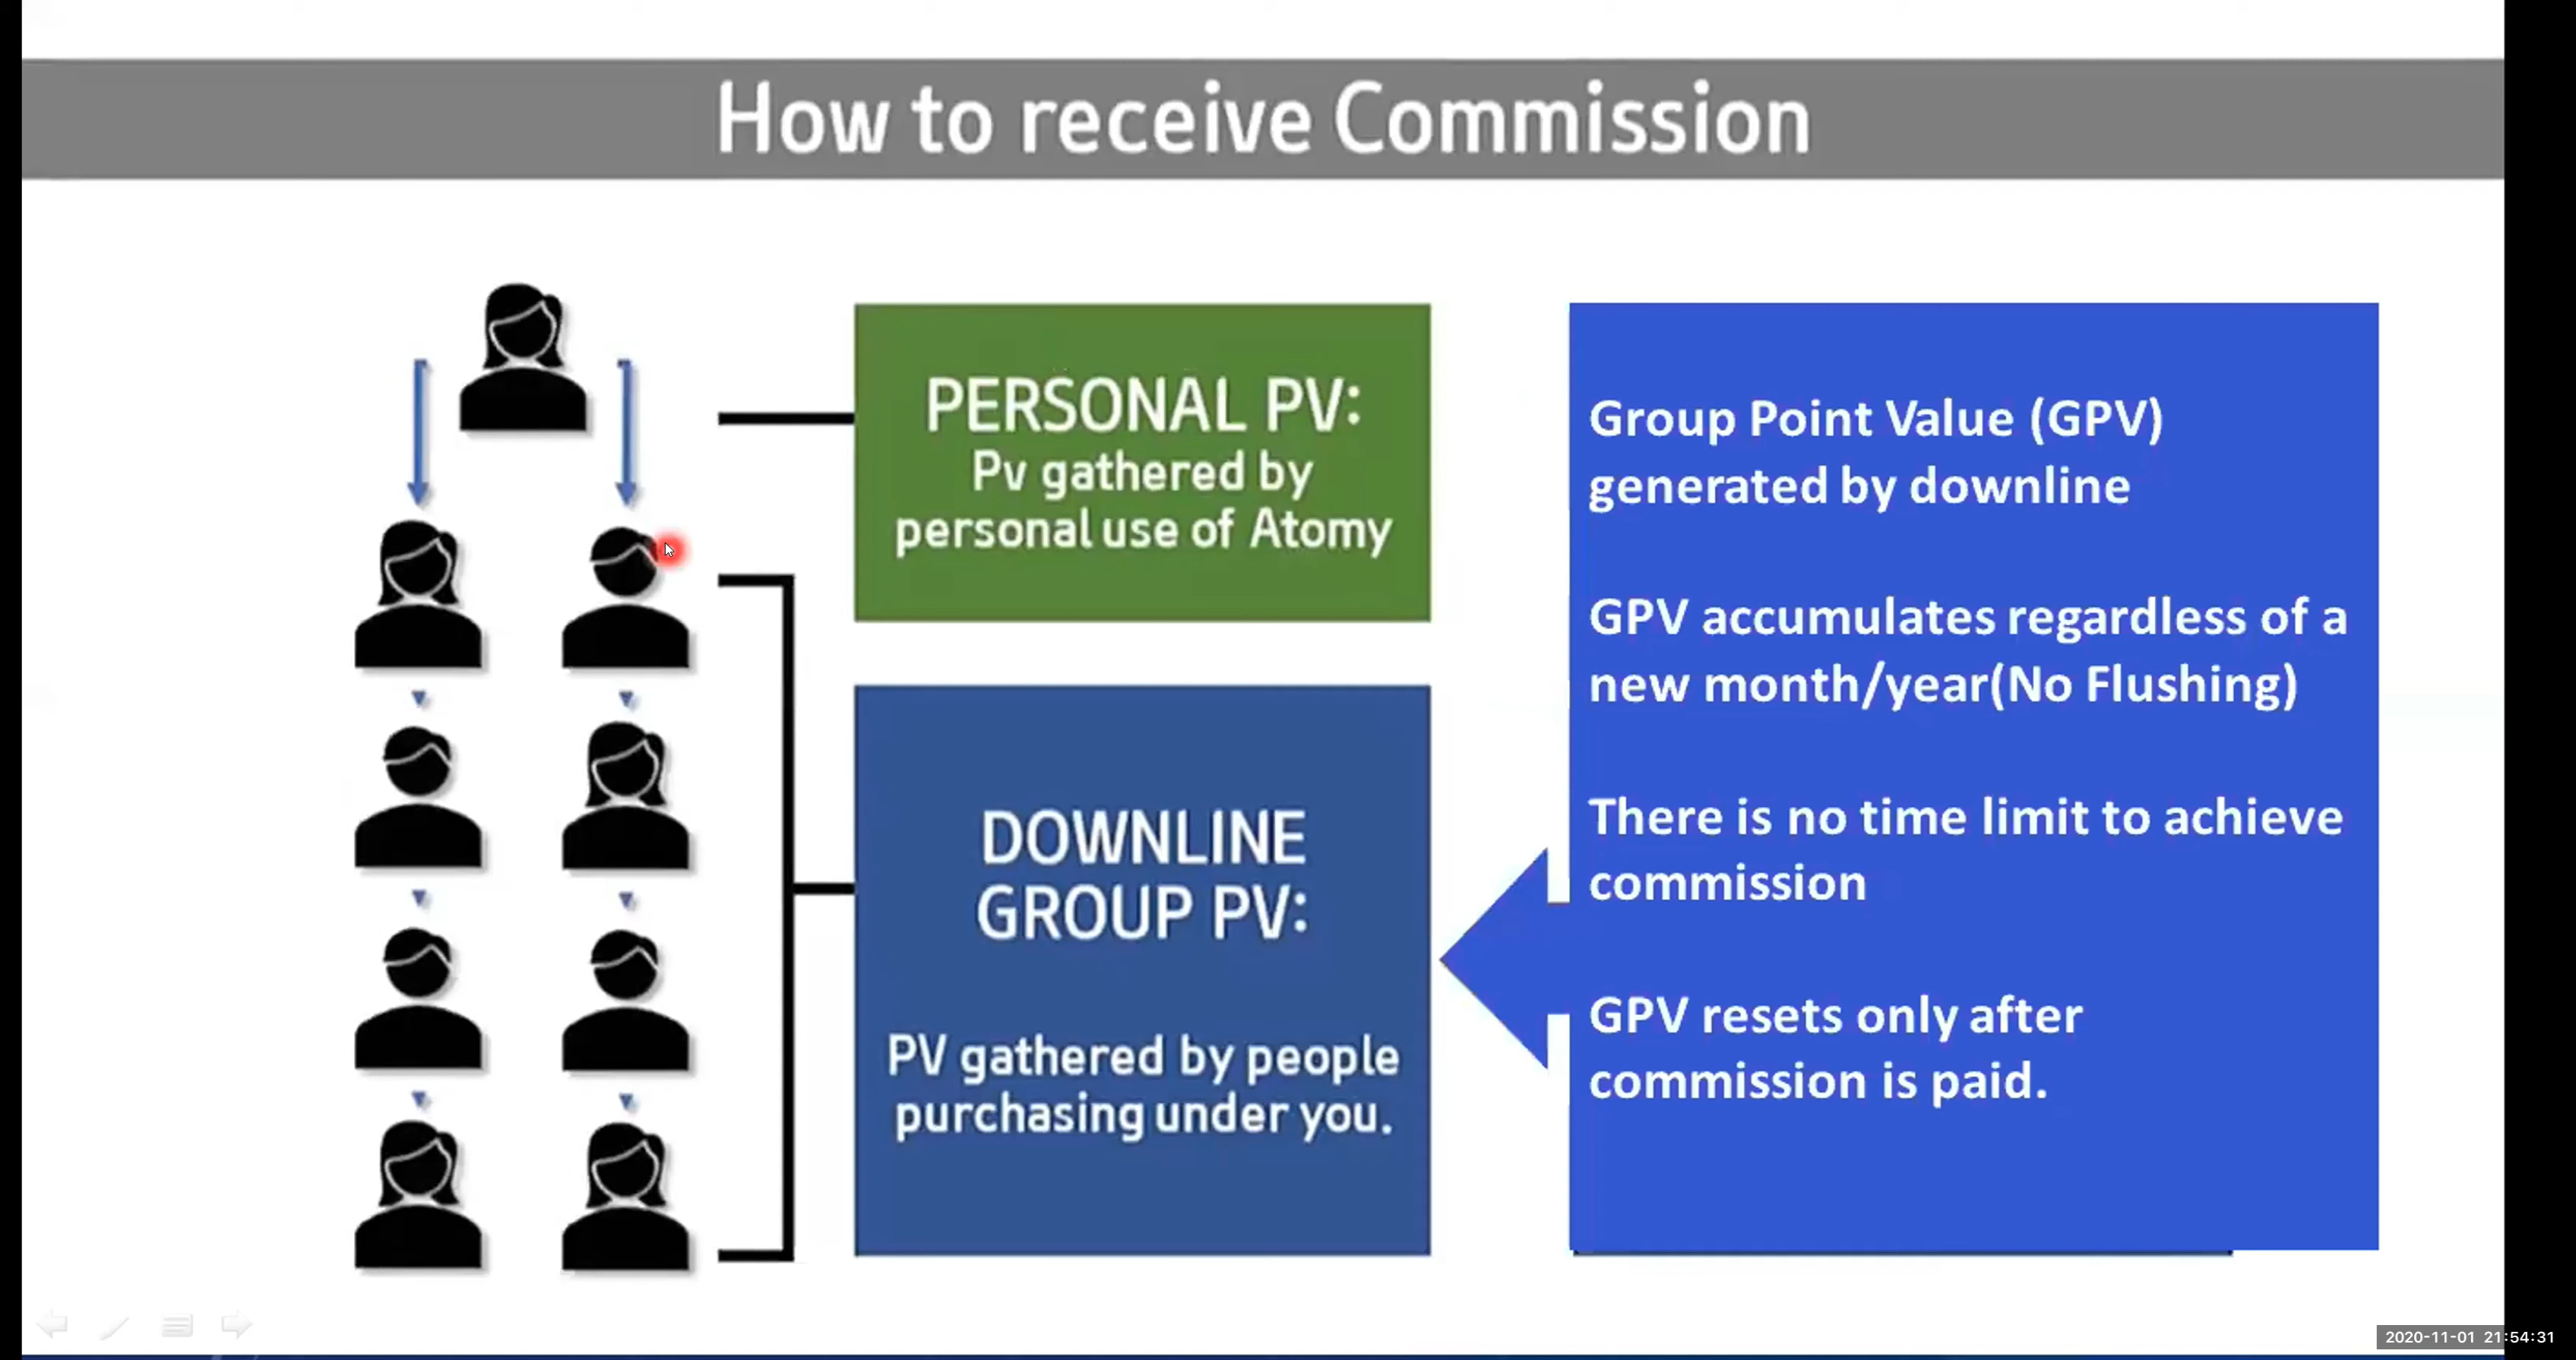 How to receive Commission
PERSONAL PV:
Pv gathered by
personal use of Atomy
DOWNLINE
GROUP PV:
PV gathered by people
purchasing under you.
Group Point Value (GPV)
generated by downline
GPV accumulates regardless of a
new month/year(No Flushing)
There is no time limit to achieve
commission
GPV resets only after
commission is paid.
2020-11-01 21:54:31